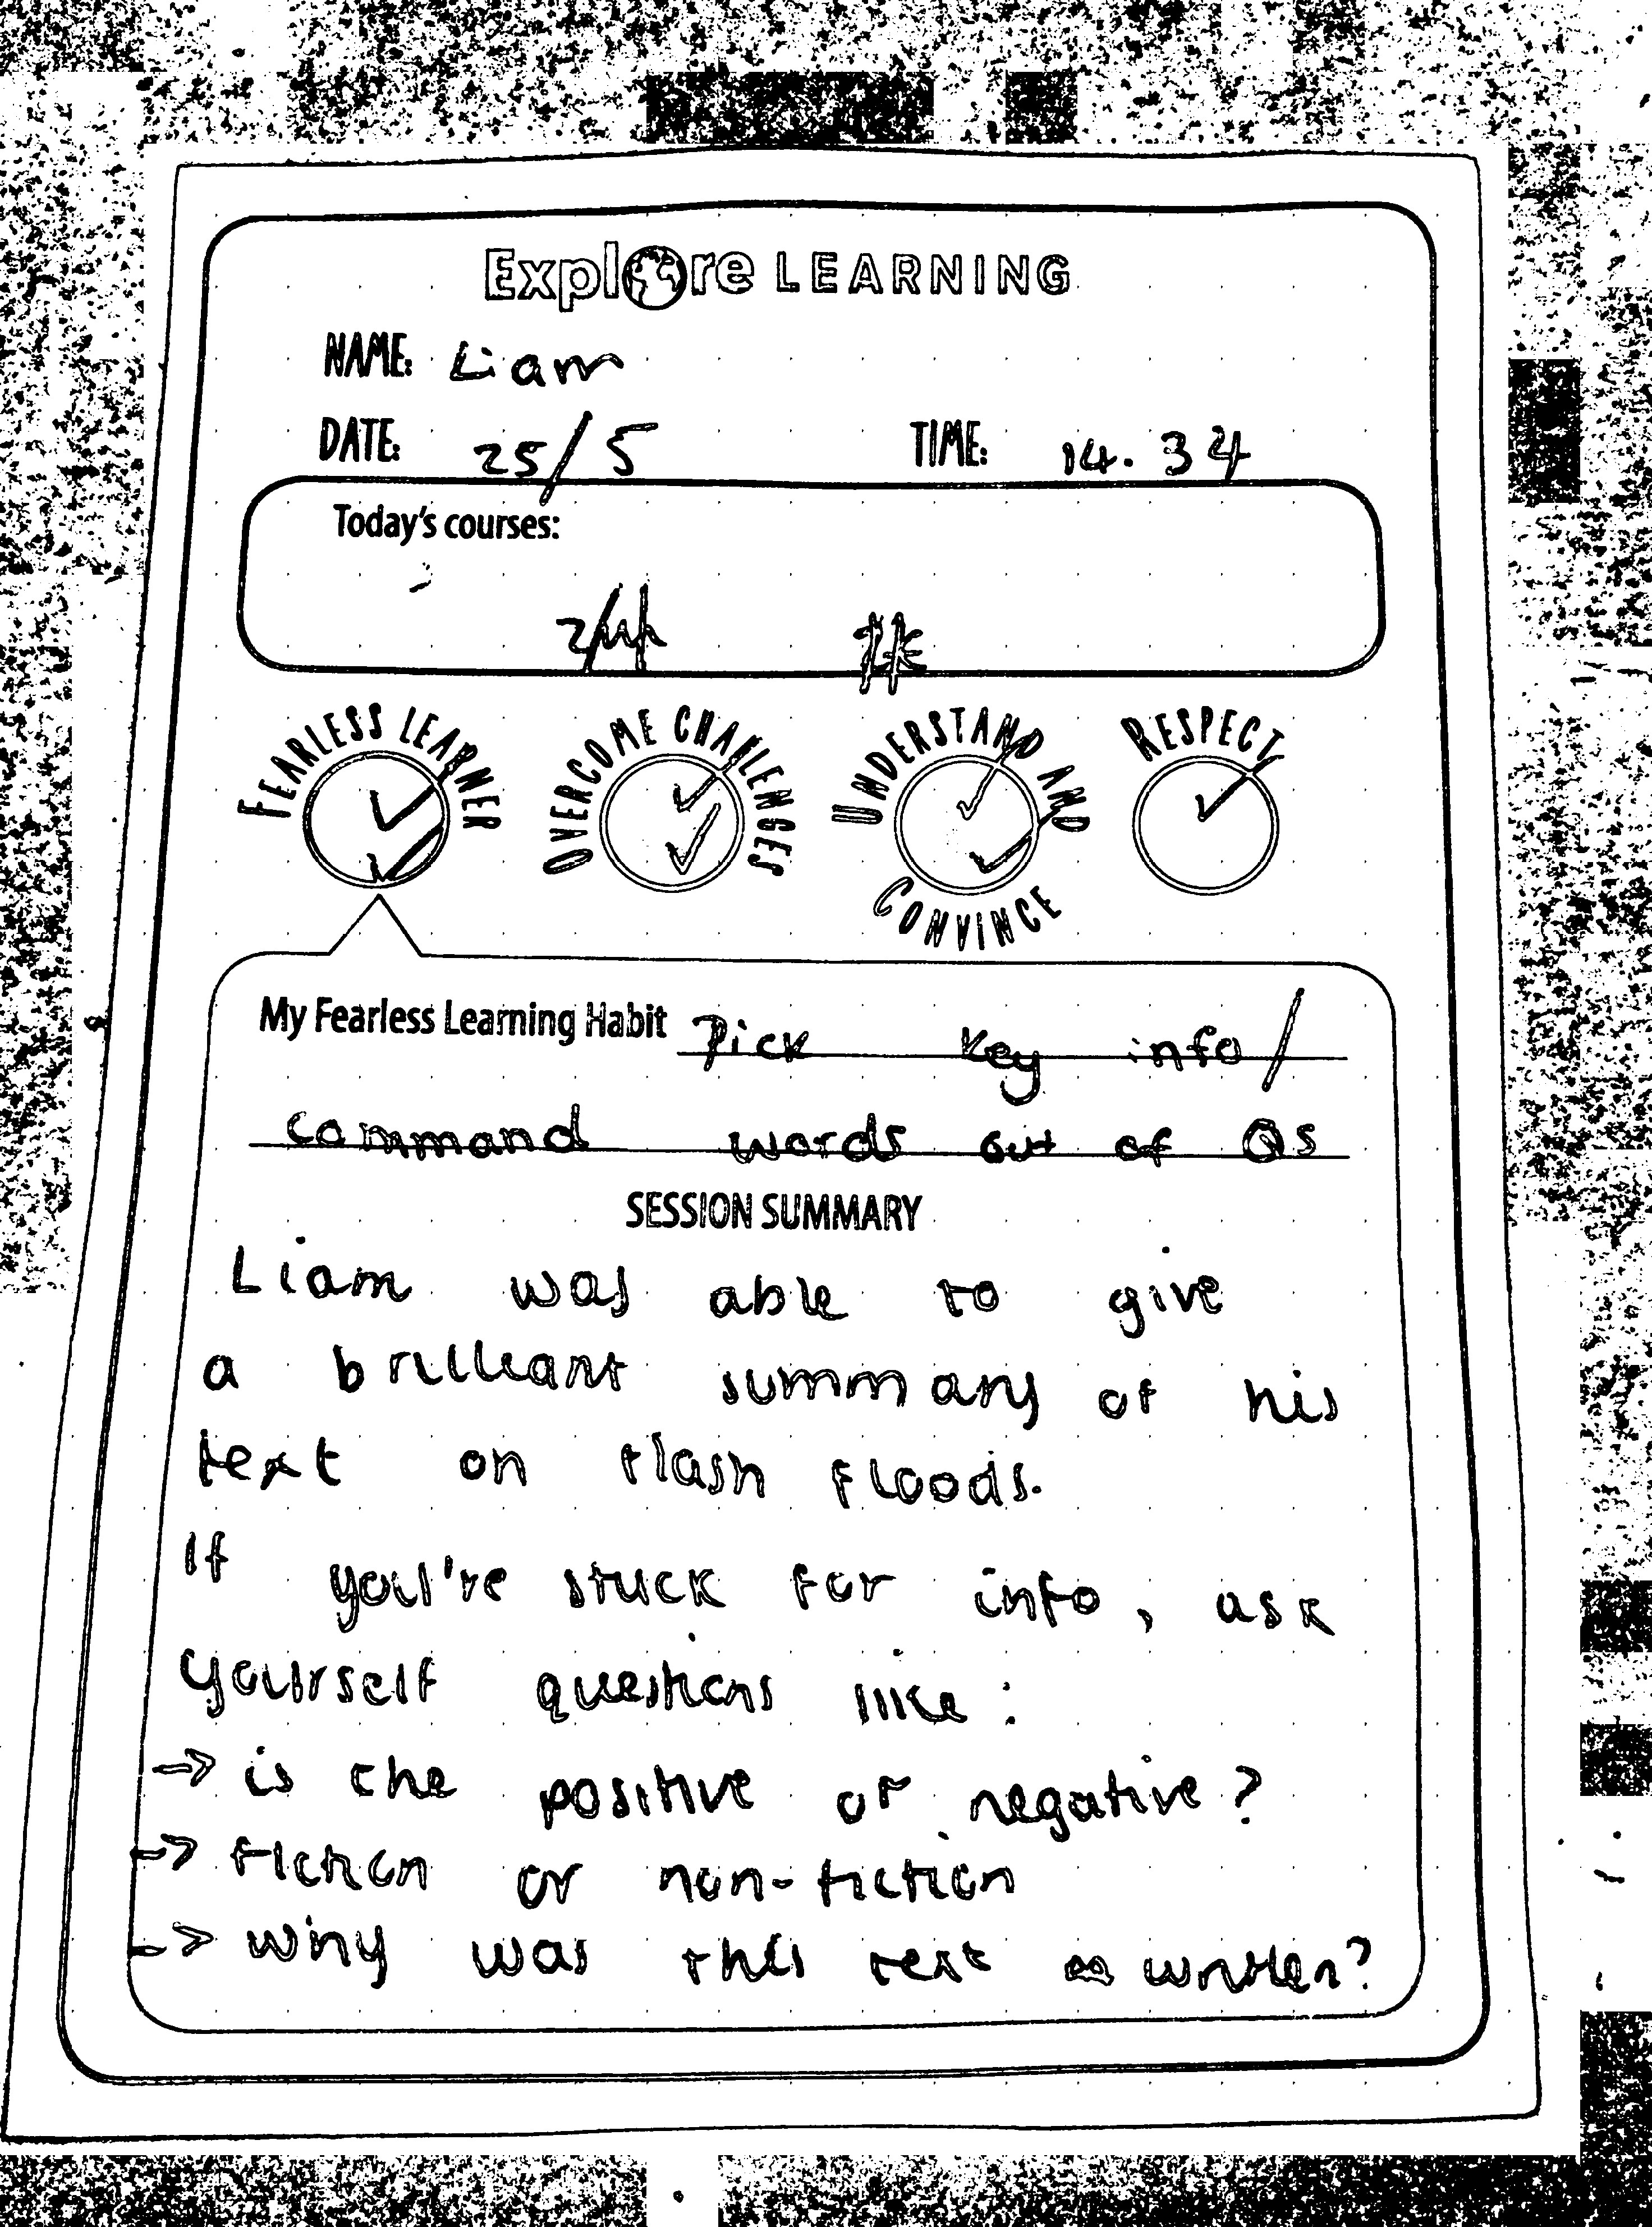 Explore LEARNING
NAME: Liam
DATE: 25/5 TIME: 14.34
Today's courses:
FEARLESS LEARNER OVERCOME CHALLENGES UNDERSTAND AND CONVINCE RESPECT
My Fearless Learning Habit Pick key info/
command words out of Qs
SESSION SUMMARY
Liam was able to give
a brilliant summary of his
text on flash floods.
If you're stuck for info, ask
yourself questions like:
→ is the positive or negative?
→ fiction or non-fiction
→ why was this text written?